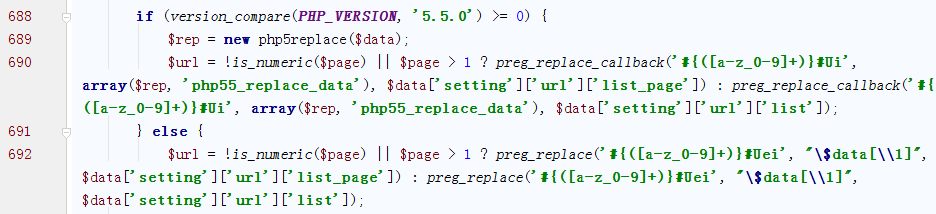 688 if (version_compare(PHP_VERSION, '5.5.0') >= 0) {
689 $rep = new php5replace($data);
690 $url = !is_numeric($page) || $page > 1 ? preg_replace_callback('#{([a-z_0-9]+)}#Ui',
array($rep, 'php55_replace_data'), $data['setting']['url']['list_page']) : preg_replace_callback('#{
([a-z_0-9]+)}#Ui', array($rep, 'php55_replace_data'), $data['setting']['url']['list']);
691 } else {
692 $url = !is_numeric($page) || $page > 1 ? preg_replace('#{([a-z_0-9]+)}#Uei', "\$data[\\1]",
$data['setting']['url']['list_page']) : preg_replace('#{([a-z_0-9]+)}#Uei', "\$data[\\1]",
$data['setting']['url']['list']);